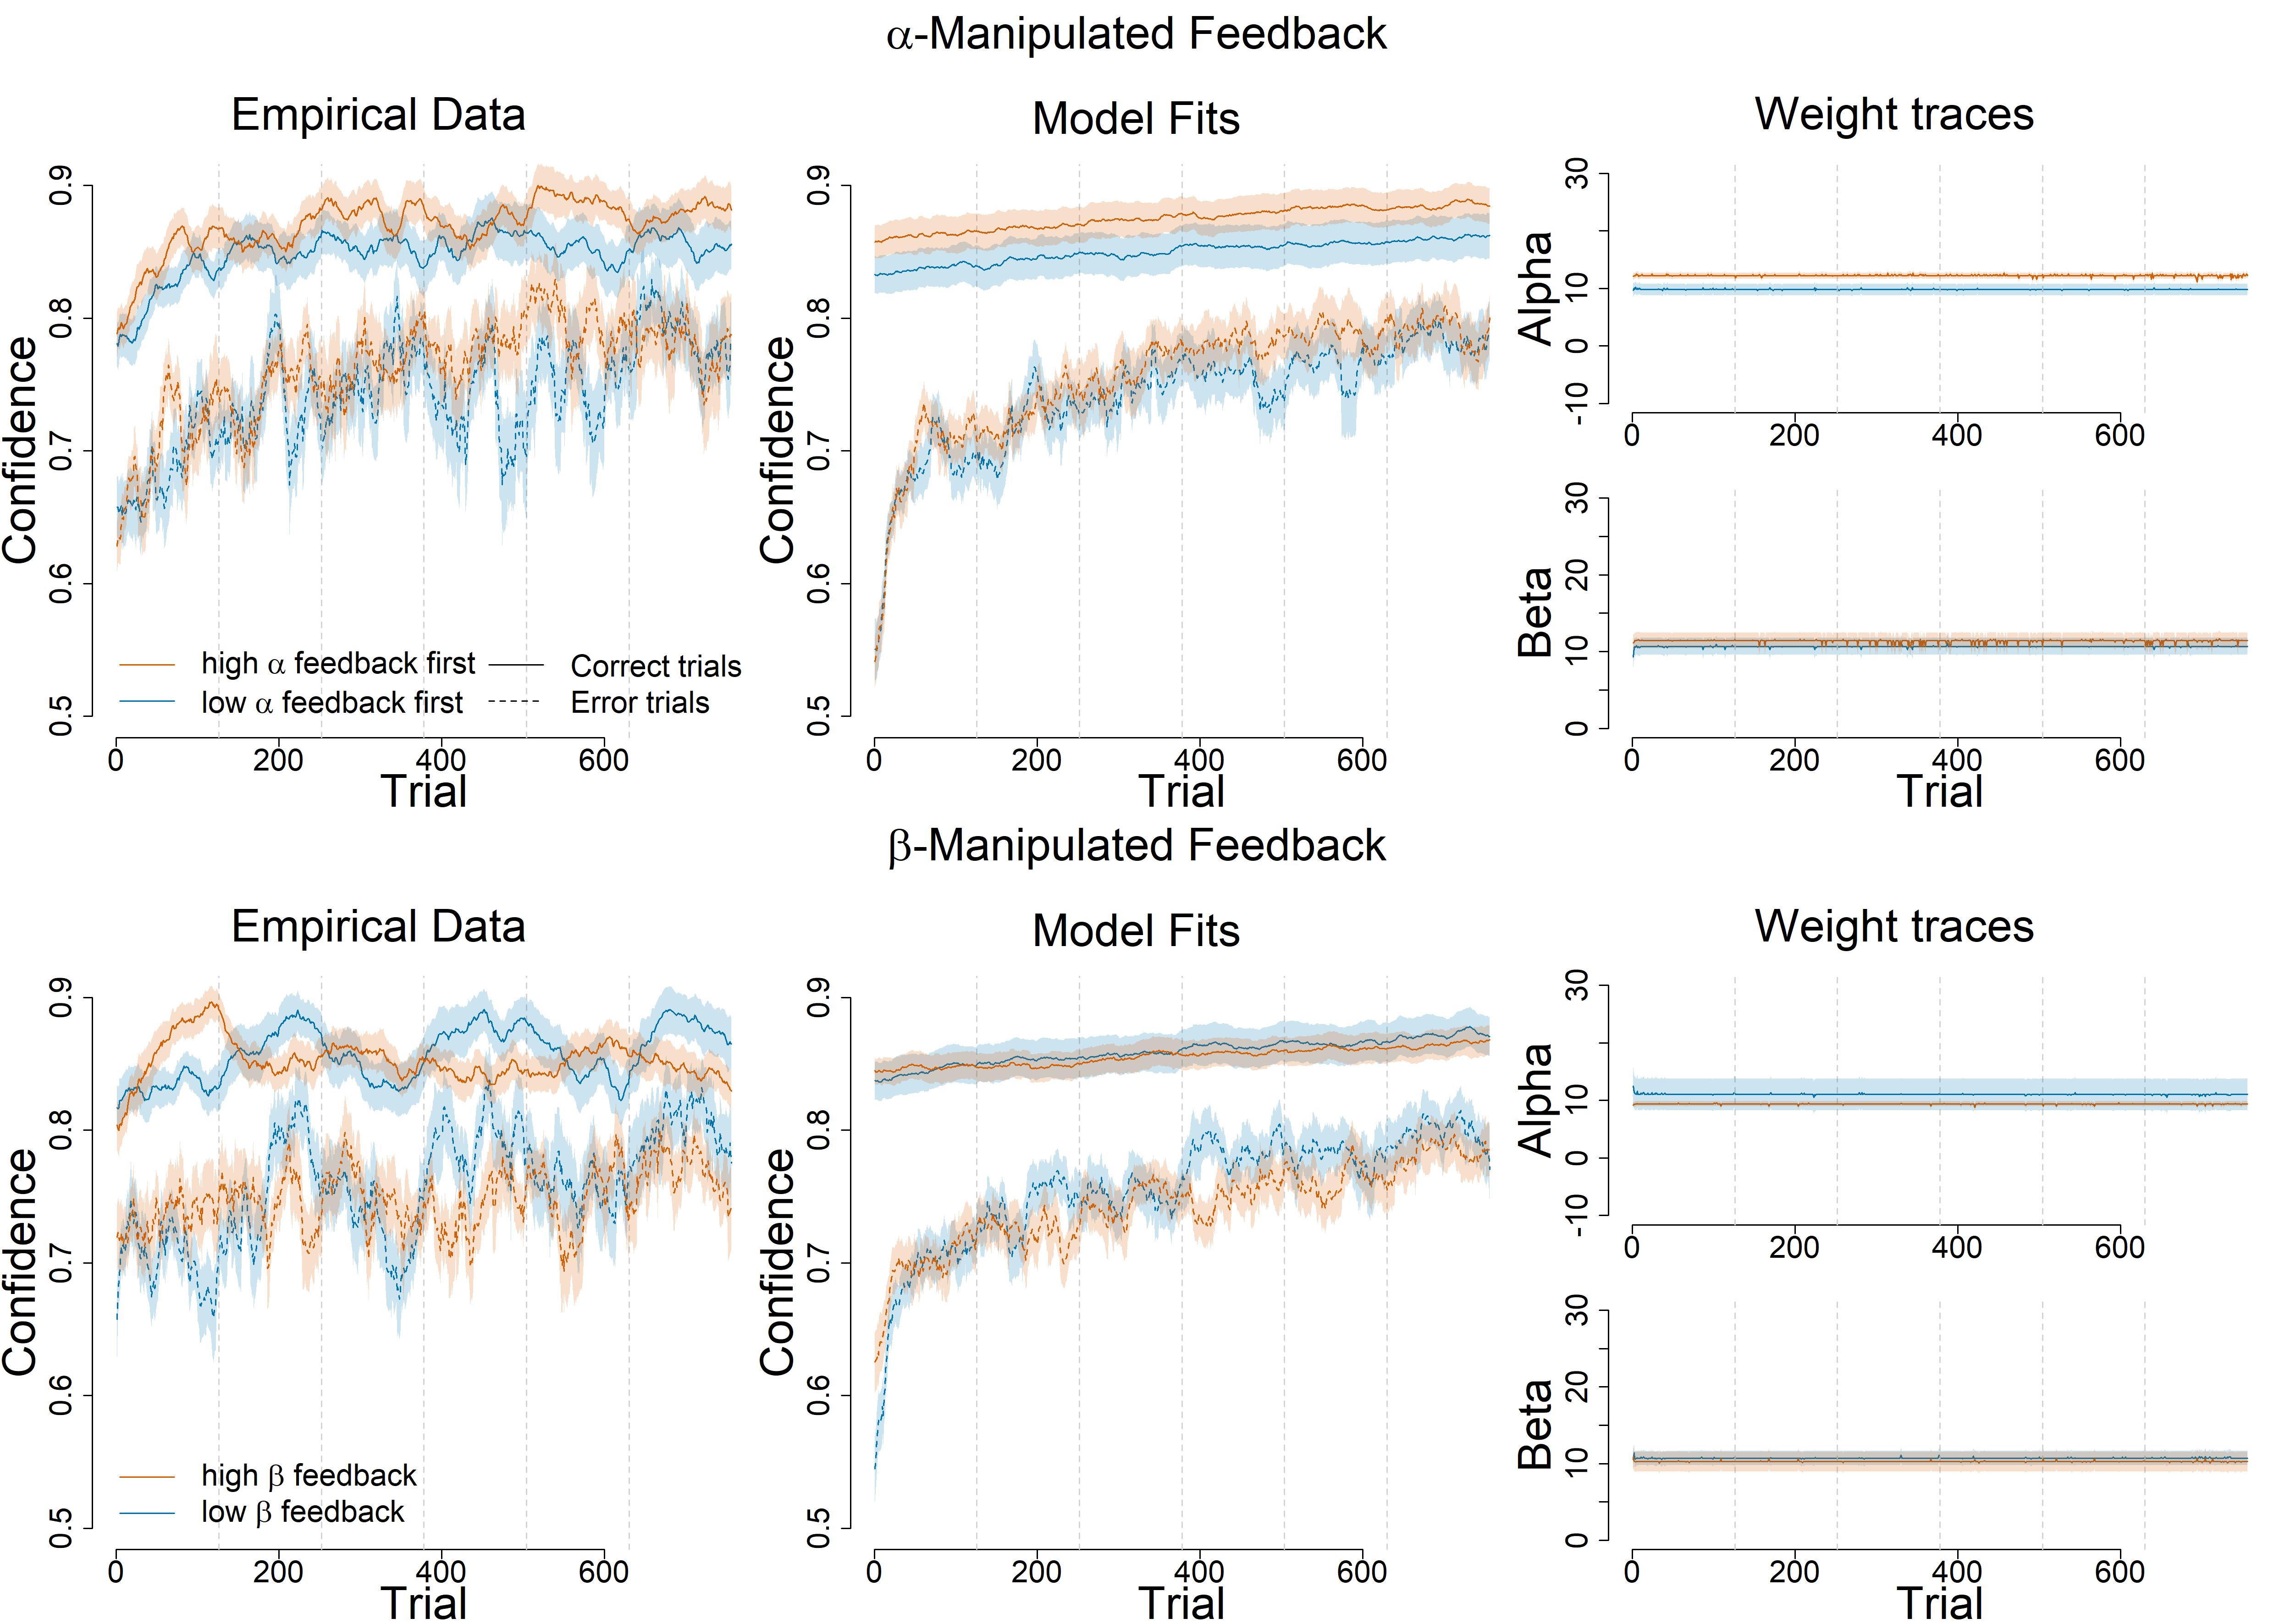 α-Manipulated Feedback
Empirical Data
Model Fits
Weight traces
Confidence
0.5 0.6 0.7 0.8 0.9
high α feedback first
low α feedback first
Correct trials
Error trials
0 200 400 600
Trial
Confidence
0.5 0.6 0.7 0.8 0.9
0 200 400 600
Trial
Alpha
-10 0 10 30
0 200 400 600
Beta
0 10 20 30
0 200 400 600
Trial
β-Manipulated Feedback
Empirical Data
Model Fits
Weight traces
Confidence
0.5 0.6 0.7 0.8 0.9
high β feedback
low β feedback
0 200 400 600
Trial
Confidence
0.5 0.6 0.7 0.8 0.9
0 200 400 600
Trial
Alpha
-10 0 10 30
0 200 400 600
Beta
0 10 20 30
0 200 400 600
Trial